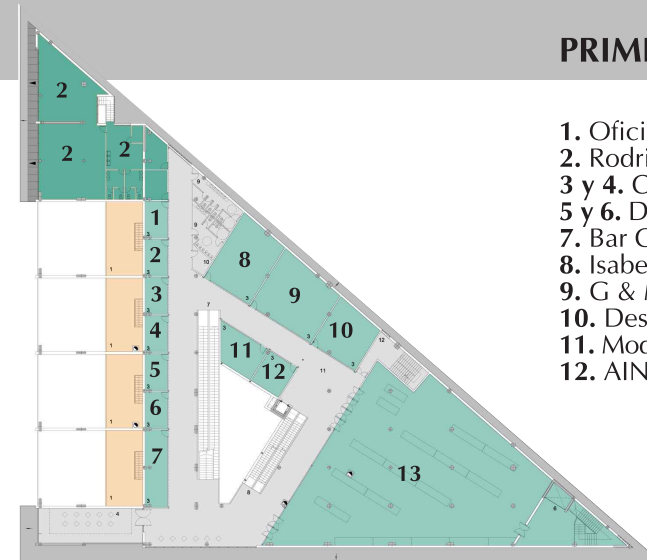 PRIM
1. Ofici
2. Rodri
3 y 4. C
5 y 6. D
7. Bar C
8. Isabe
9. G &
10. Des
11. Mod
12. AIN
2
2
2
1
2
3
4
5
6
7
8
9
10
11
12
13